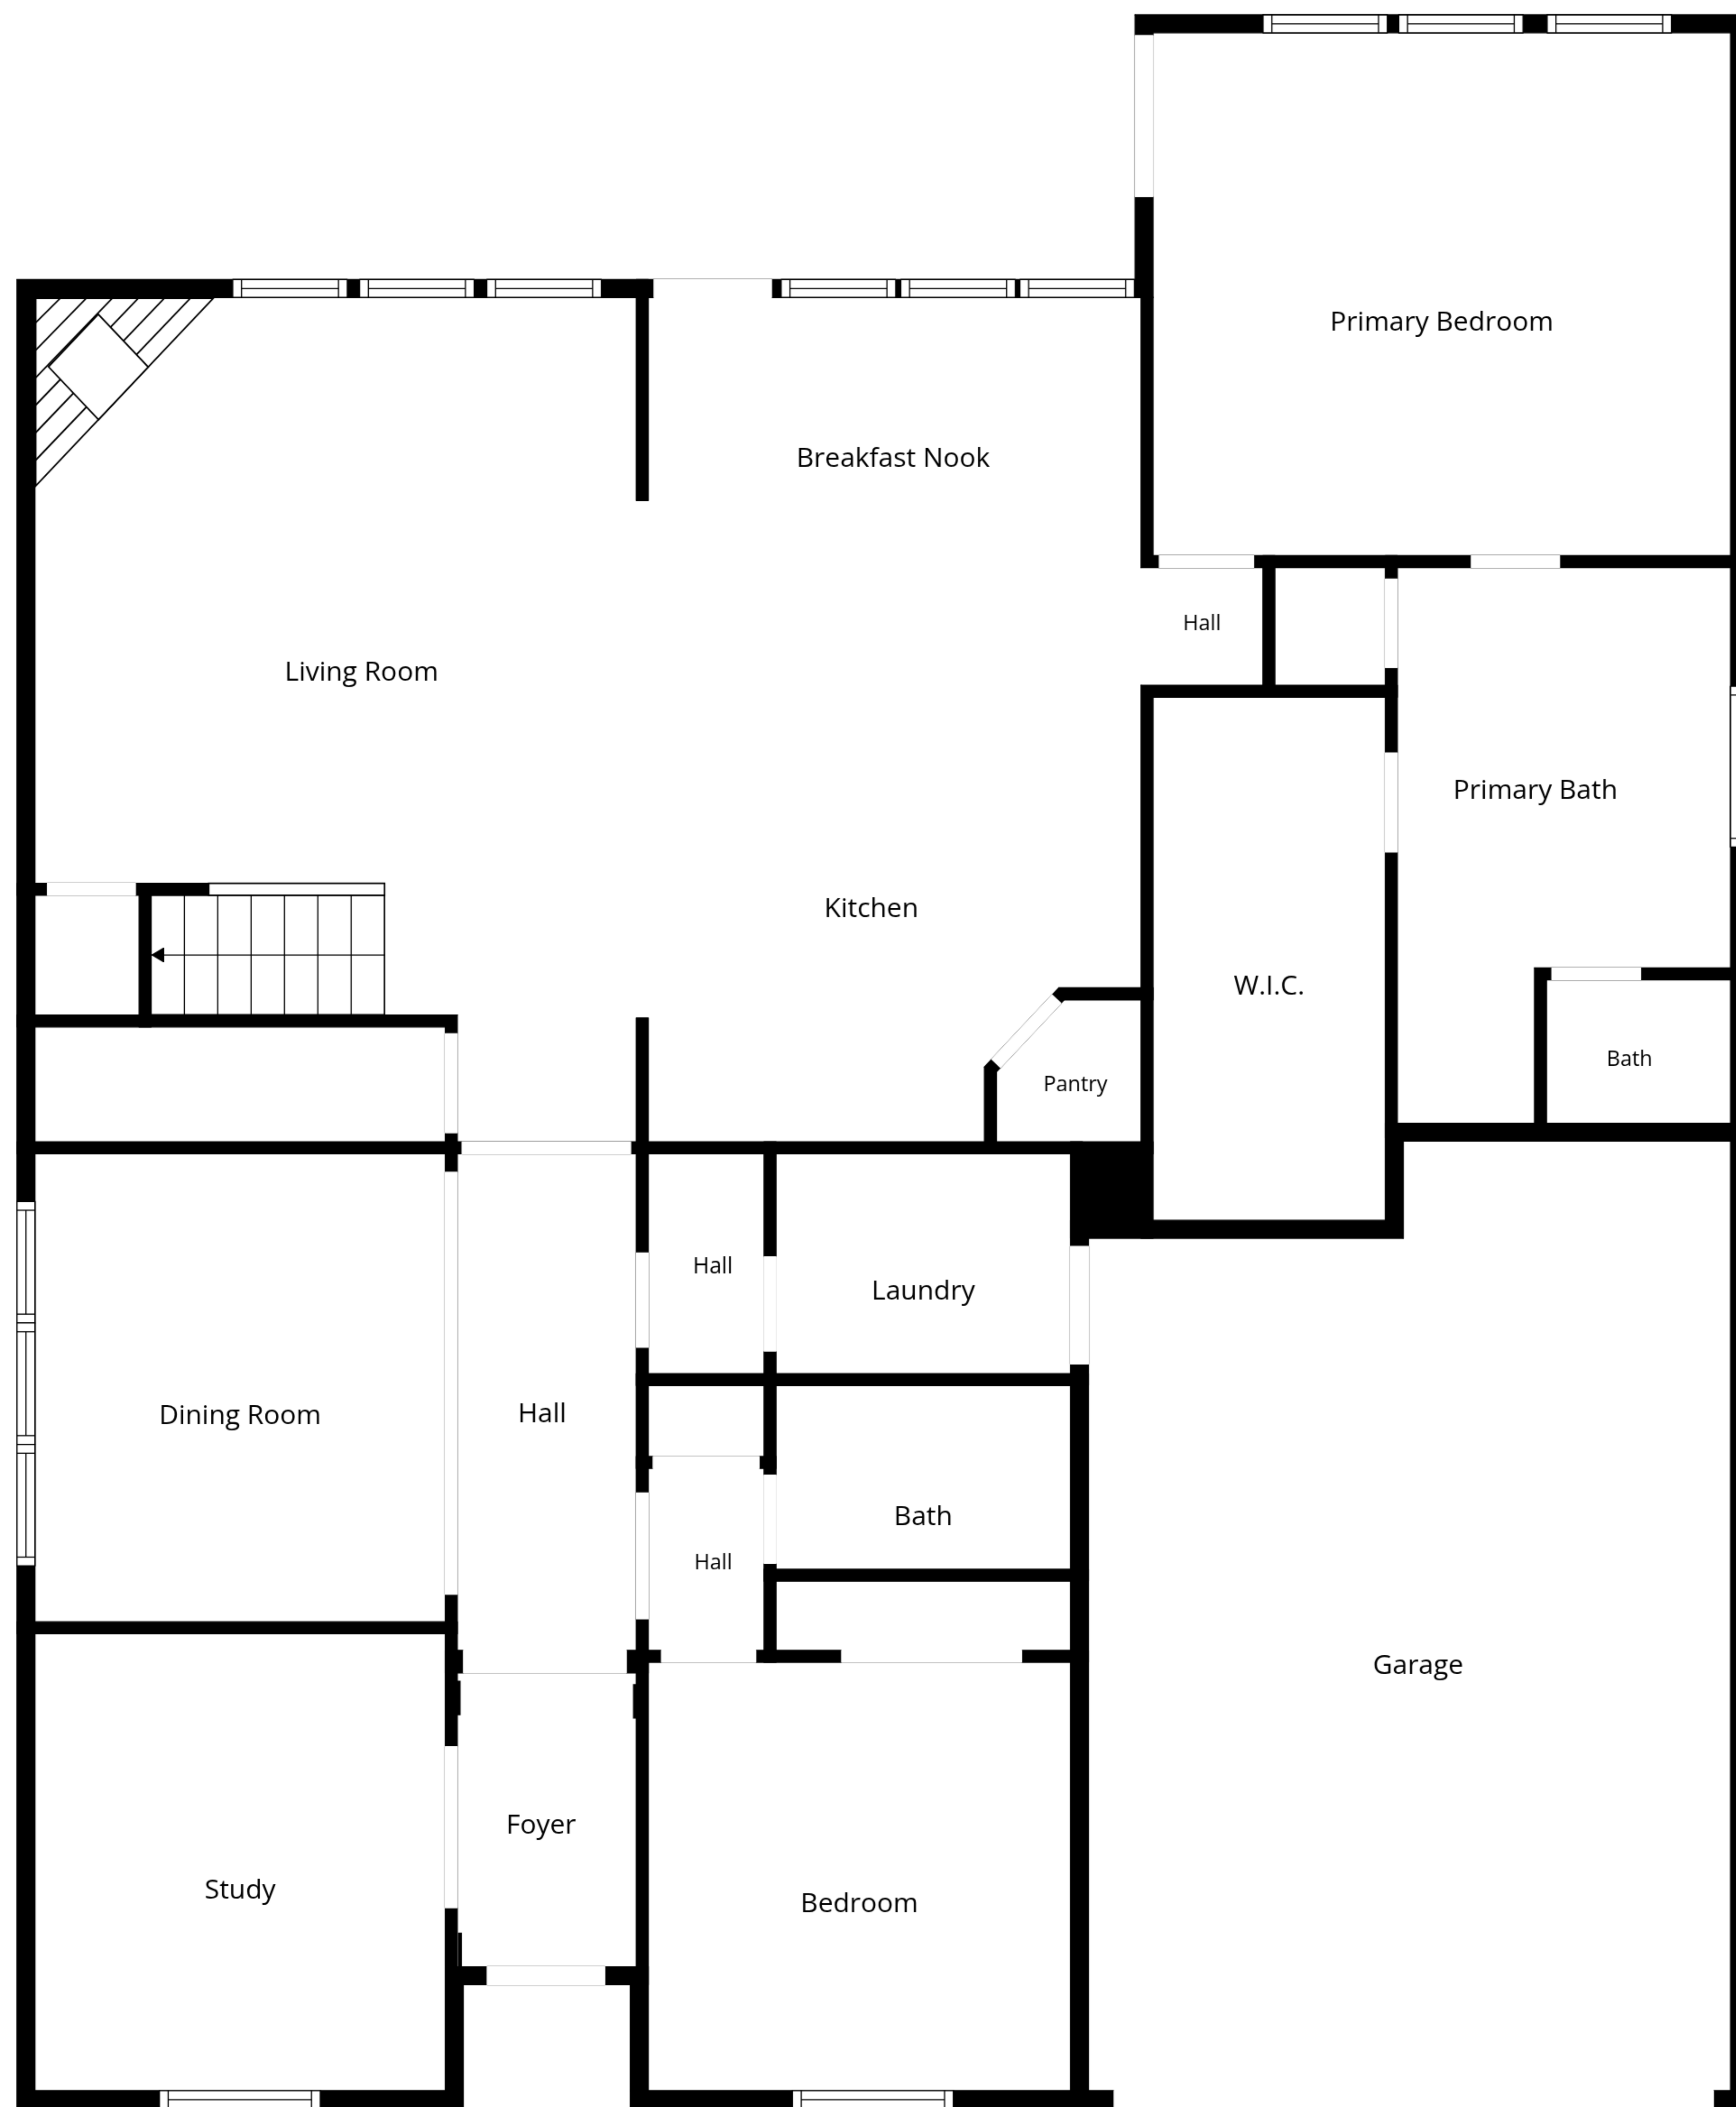 Primary Bedroom
Breakfast Nook
Hall
Living Room
Primary Bath
Kitchen
W.I.C.
Bath
Pantry
Hall
Laundry
Dining Room
Hall
Bath
Hall
Garage
Foyer
Study
Bedroom